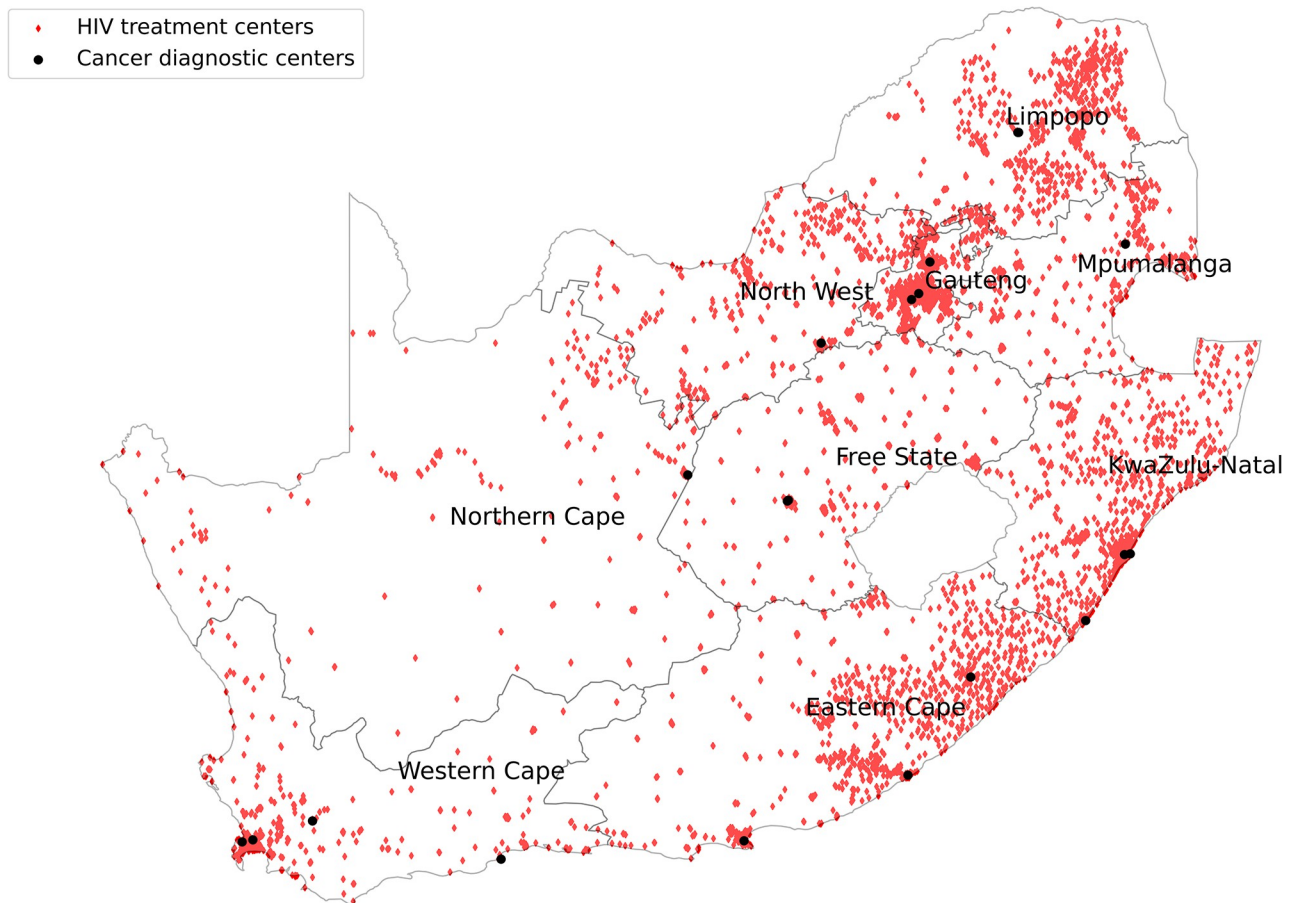 HIV treatment centers
Cancer diagnostic centers
Limpopo
Mpumalanga
Gauteng
North West
Free State
KwaZulu-Natal
Northern Cape
Eastern Cape
Western Cape